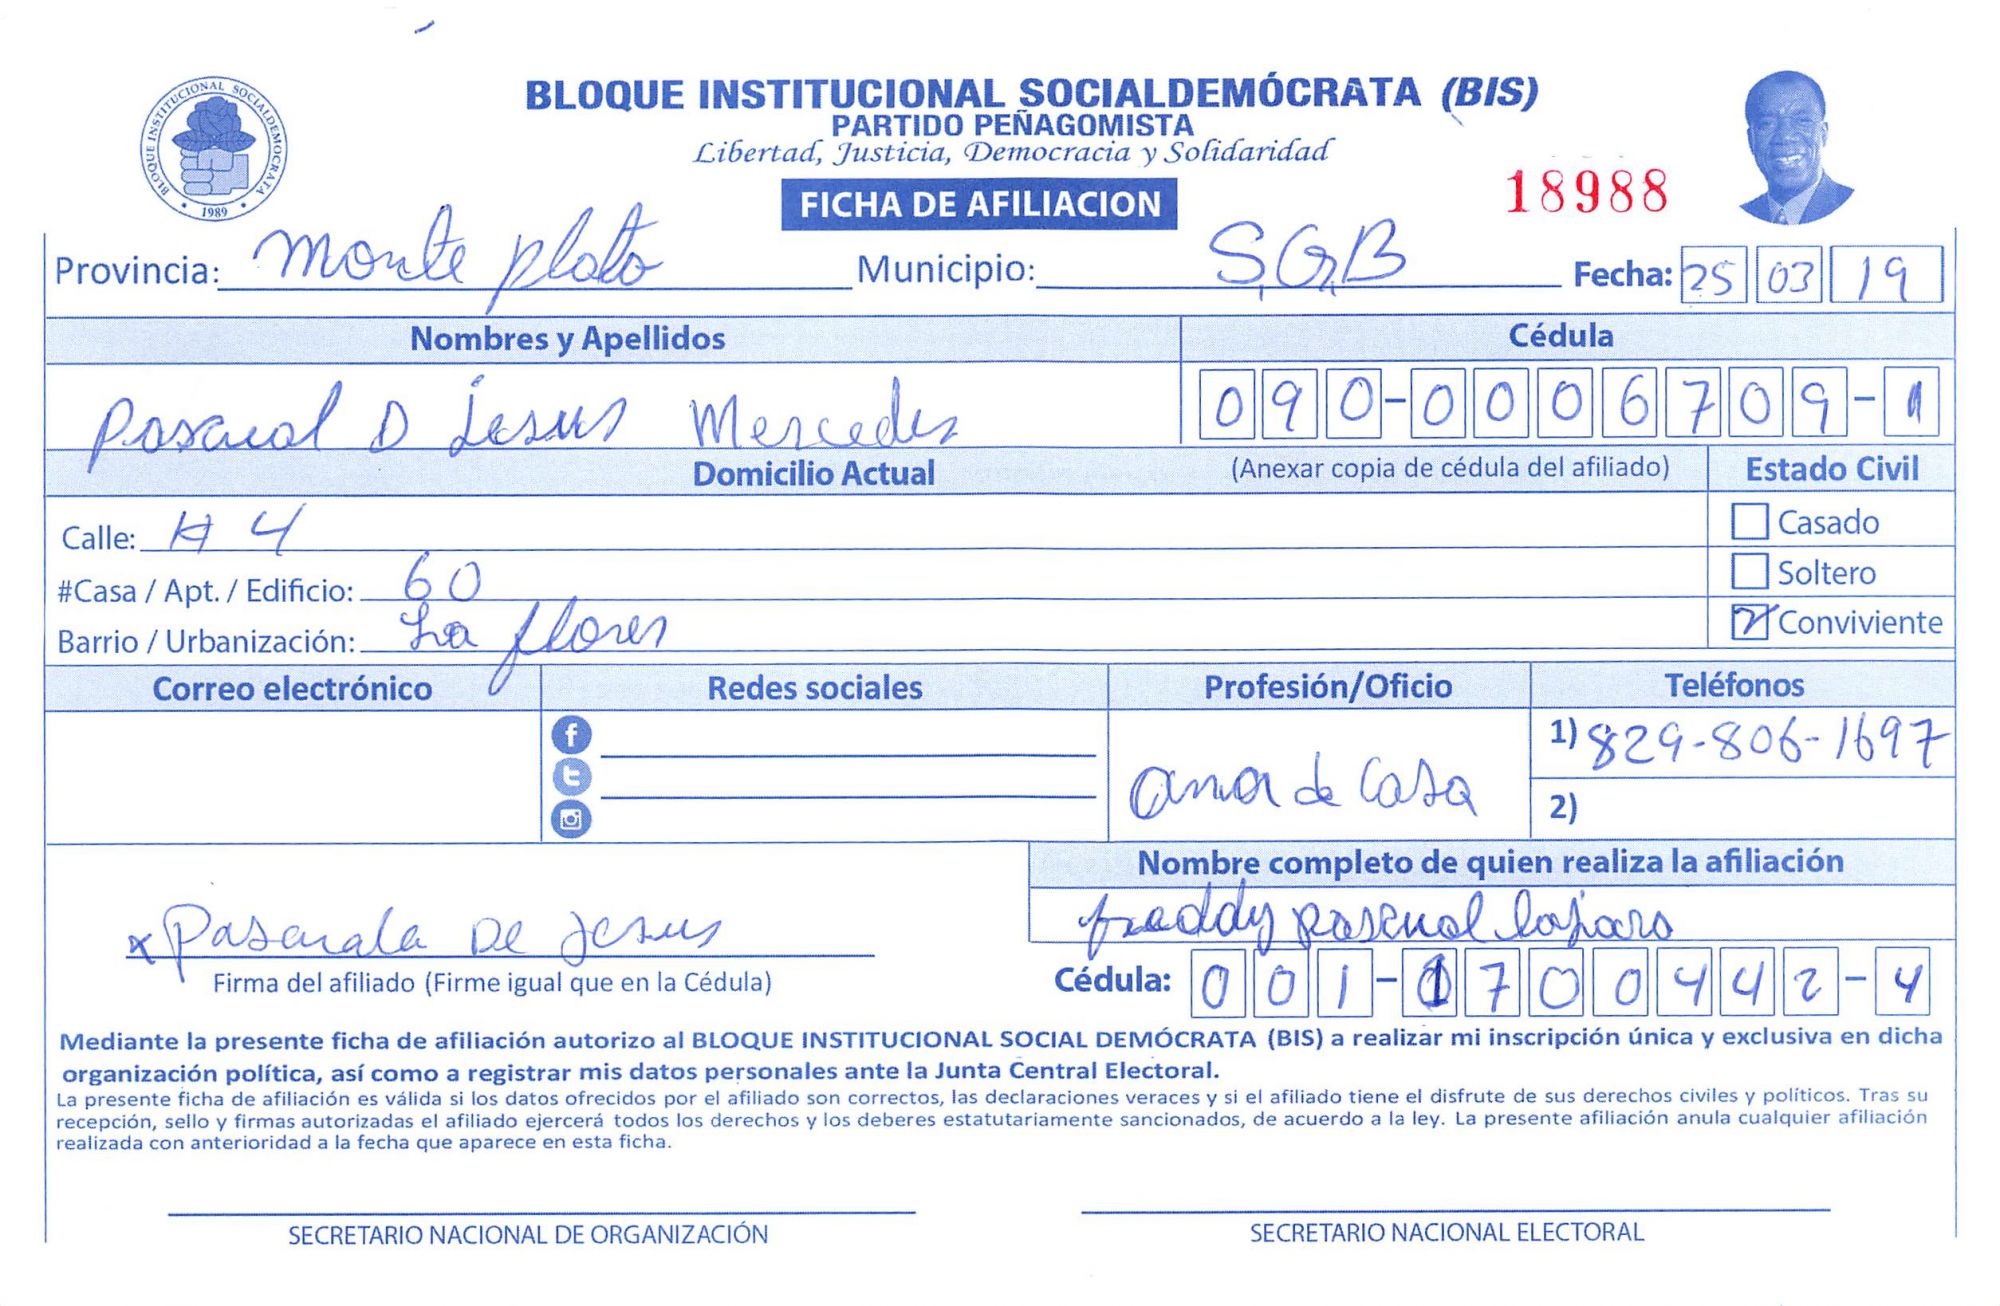 BLOQUE INSTITUCIONAL SOCIALDEMOCRATA
1989
BLOQUE INSTITUCIONAL SOCIALDEMÓCRATA (BIS)
PARTIDO PEÑAGOMISTA
Libertad, Justicia, Democracia y Solidaridad
FICHA DE AFILIACION
18988
Provincia: Monte plata Municipio: S.G.B Fecha: 25 03 19
Nombres y Apellidos Cédula
Pascual D Jesus Mercedes 090-0006709-1
Domicilio Actual (Anexar copia de cédula del afiliado) Estado Civil
Calle: # 4 Casado
#Casa / Apt. / Edificio: 60 Soltero
Barrio / Urbanización: La flores Conviviente
Correo electrónico Redes sociales Profesión/Oficio Teléfonos
1) 829-806-1697
ama de casa
2)
Nombre completo de quien realiza la afiliación
freddy pascual lajara
x Pascuala De Jesus
Firma del afiliado (Firme igual que en la Cédula) Cédula: 001-1700442-4
Mediante la presente ficha de afiliación autorizo al BLOQUE INSTITUCIONAL SOCIAL DEMÓCRATA (BIS) a realizar mi inscripción única y exclusiva en dicha
organización política, así como a registrar mis datos personales ante la Junta Central Electoral.
La presente ficha de afiliación es válida si los datos ofrecidos por el afiliado son correctos, las declaraciones veraces y si el afiliado tiene el disfrute de sus derechos civiles y políticos. Tras su
recepción, sello y firmas autorizadas el afiliado ejercerá todos los derechos y los deberes estatutariamente sancionados, de acuerdo a la ley. La presente afiliación anula cualquier afiliación
realizada con anterioridad a la fecha que aparece en esta ficha.
SECRETARIO NACIONAL DE ORGANIZACIÓN SECRETARIO NACIONAL ELECTORAL